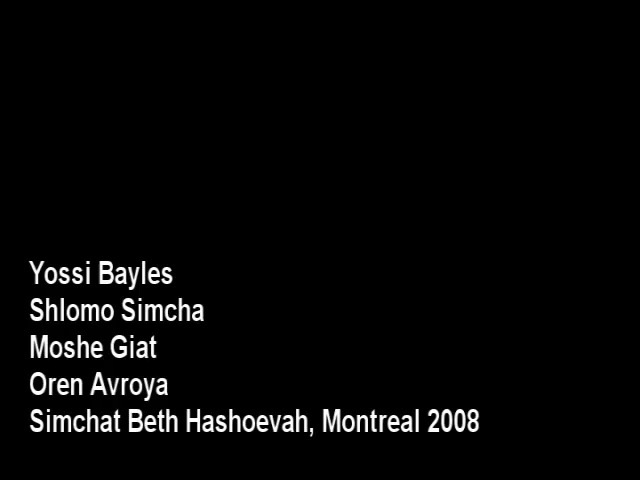 Yossi Bayles
Shlomo Simcha
Moshe Giat
Oren Avroya
Simchat Beth Hashoevah, Montreal 2008